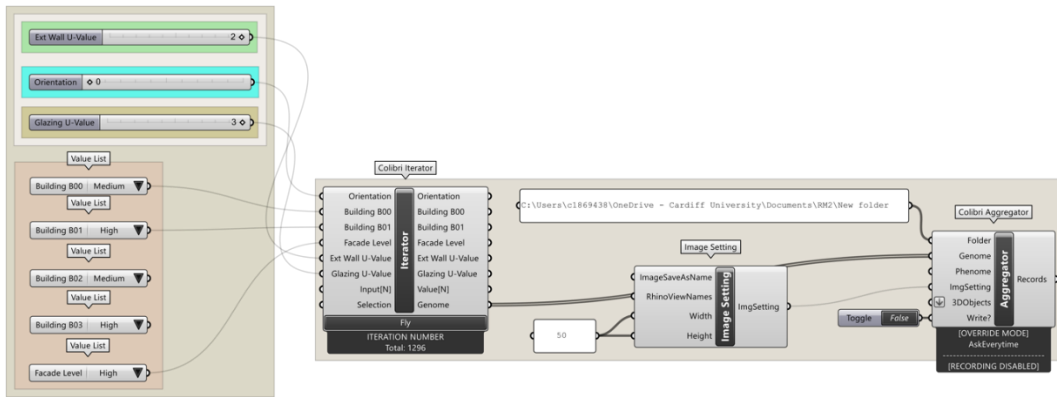 Ext Wall U-Value 2
Orientation 0
Glazing U-Value 3
Value List
Building B00 Medium
Value List
Building B01 High
Value List
Building B02 Medium
Value List
Building B03 High
Value List
Facade Level High
Colibri Iterator
Orientation Orientation
Building B00 Building B00
Building B01 Building B01
Facade Level Facade Level
Ext Wall U-Value Ext Wall U-Value
Glazing U-Value Glazing U-Value
Input[N] Value[N]
Selection Genome
Iterator
Fly
ITERATION NUMBER
Total: 1296
C:\Users\c1869438\OneDrive - Cardiff University\Documents\RM2\New folder
50
Image Setting
ImageSaveAsName
RhinoViewNames
Width
Height
Image Setting
ImgSetting
Toggle False
Colibri Aggregator
Folder
Genome
Phenome
ImgSetting
3DObjects
Write?
Aggregator
Records
[OVERRIDE MODE]
AskEverytime
[RECORDING DISABLED]